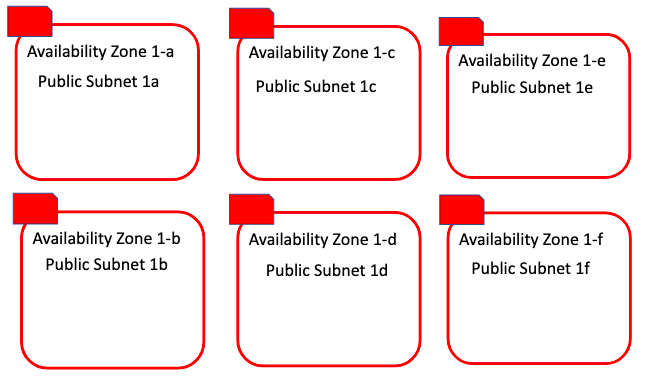 Availability Zone 1-a
Public Subnet 1a
Availability Zone 1-c
Public Subnet 1c
Availability Zone 1-e
Public Subnet 1e
Availability Zone 1-b
Public Subnet 1b
Availability Zone 1-d
Public Subnet 1d
Availability Zone 1-f
Public Subnet 1f